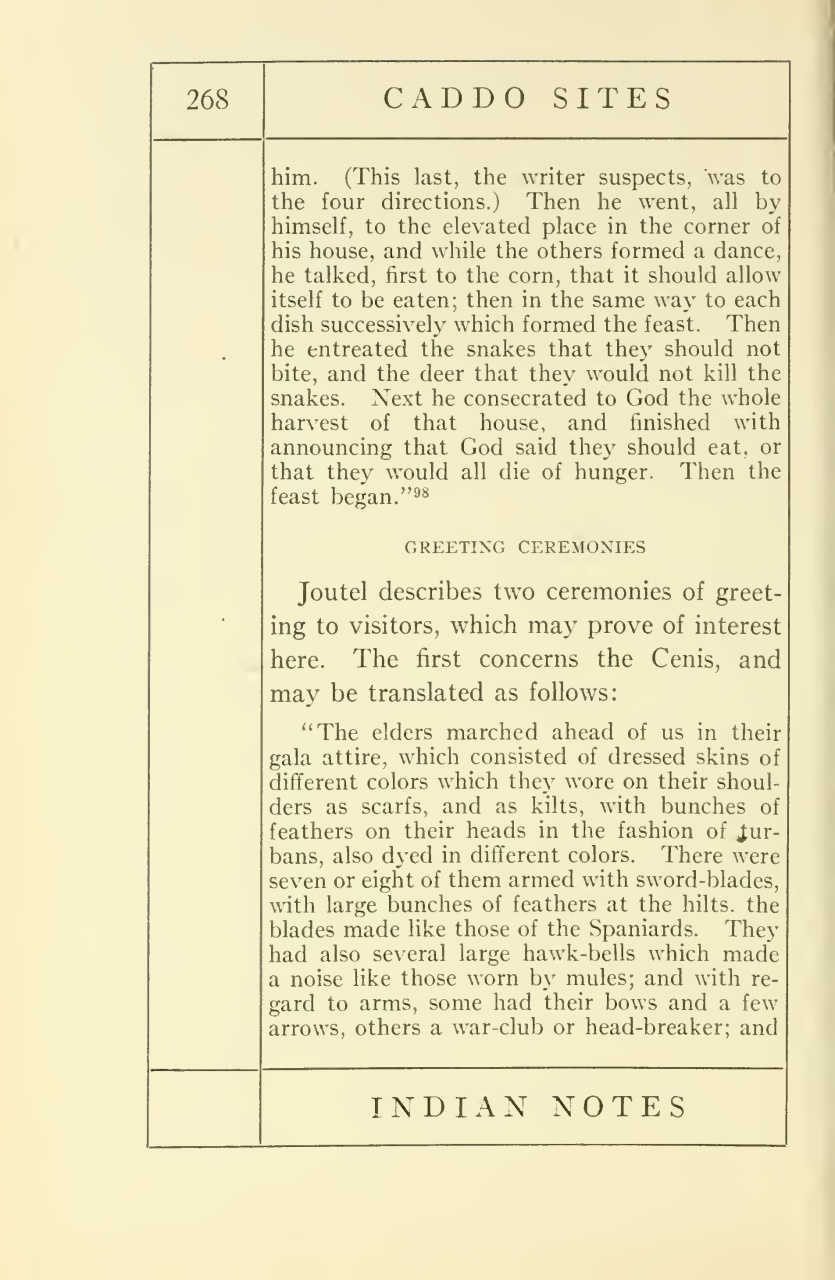 268
CADDO SITES
him. (This last, the writer suspects, was to
the four directions.) Then he went, all by
himself, to the elevated place in the corner of
his house, and while the others formed a dance,
he talked, first to the corn, that it should allow
itself to be eaten; then in the same way to each
dish successively which formed the feast. Then
he entreated the snakes that they should not
bite, and the deer that they would not kill the
snakes. Next he consecrated to God the whole
harvest of that house, and finished with
announcing that God said they should eat, or
that they would all die of hunger. Then the
feast began."98
GREETING CEREMONIES
Joutel describes two ceremonies of greet-
ing to visitors, which may prove of interest
here. The first concerns the Cenis, and
may be translated as follows:
"The elders marched ahead of us in their
gala attire, which consisted of dressed skins of
different colors which they wore on their shoul-
ders as scarfs, and as kilts, with bunches of
feathers on their heads in the fashion of tur-
bans, also dyed in different colors. There were
seven or eight of them armed with sword-blades,
with large bunches of feathers at the hilts. the
blades made like those of the Spaniards. They
had also several large hawk-bells which made
a noise like those worn by mules; and with re-
gard to arms, some had their bows and a few
arrows, others a war-club or head-breaker; and
INDIAN NOTES